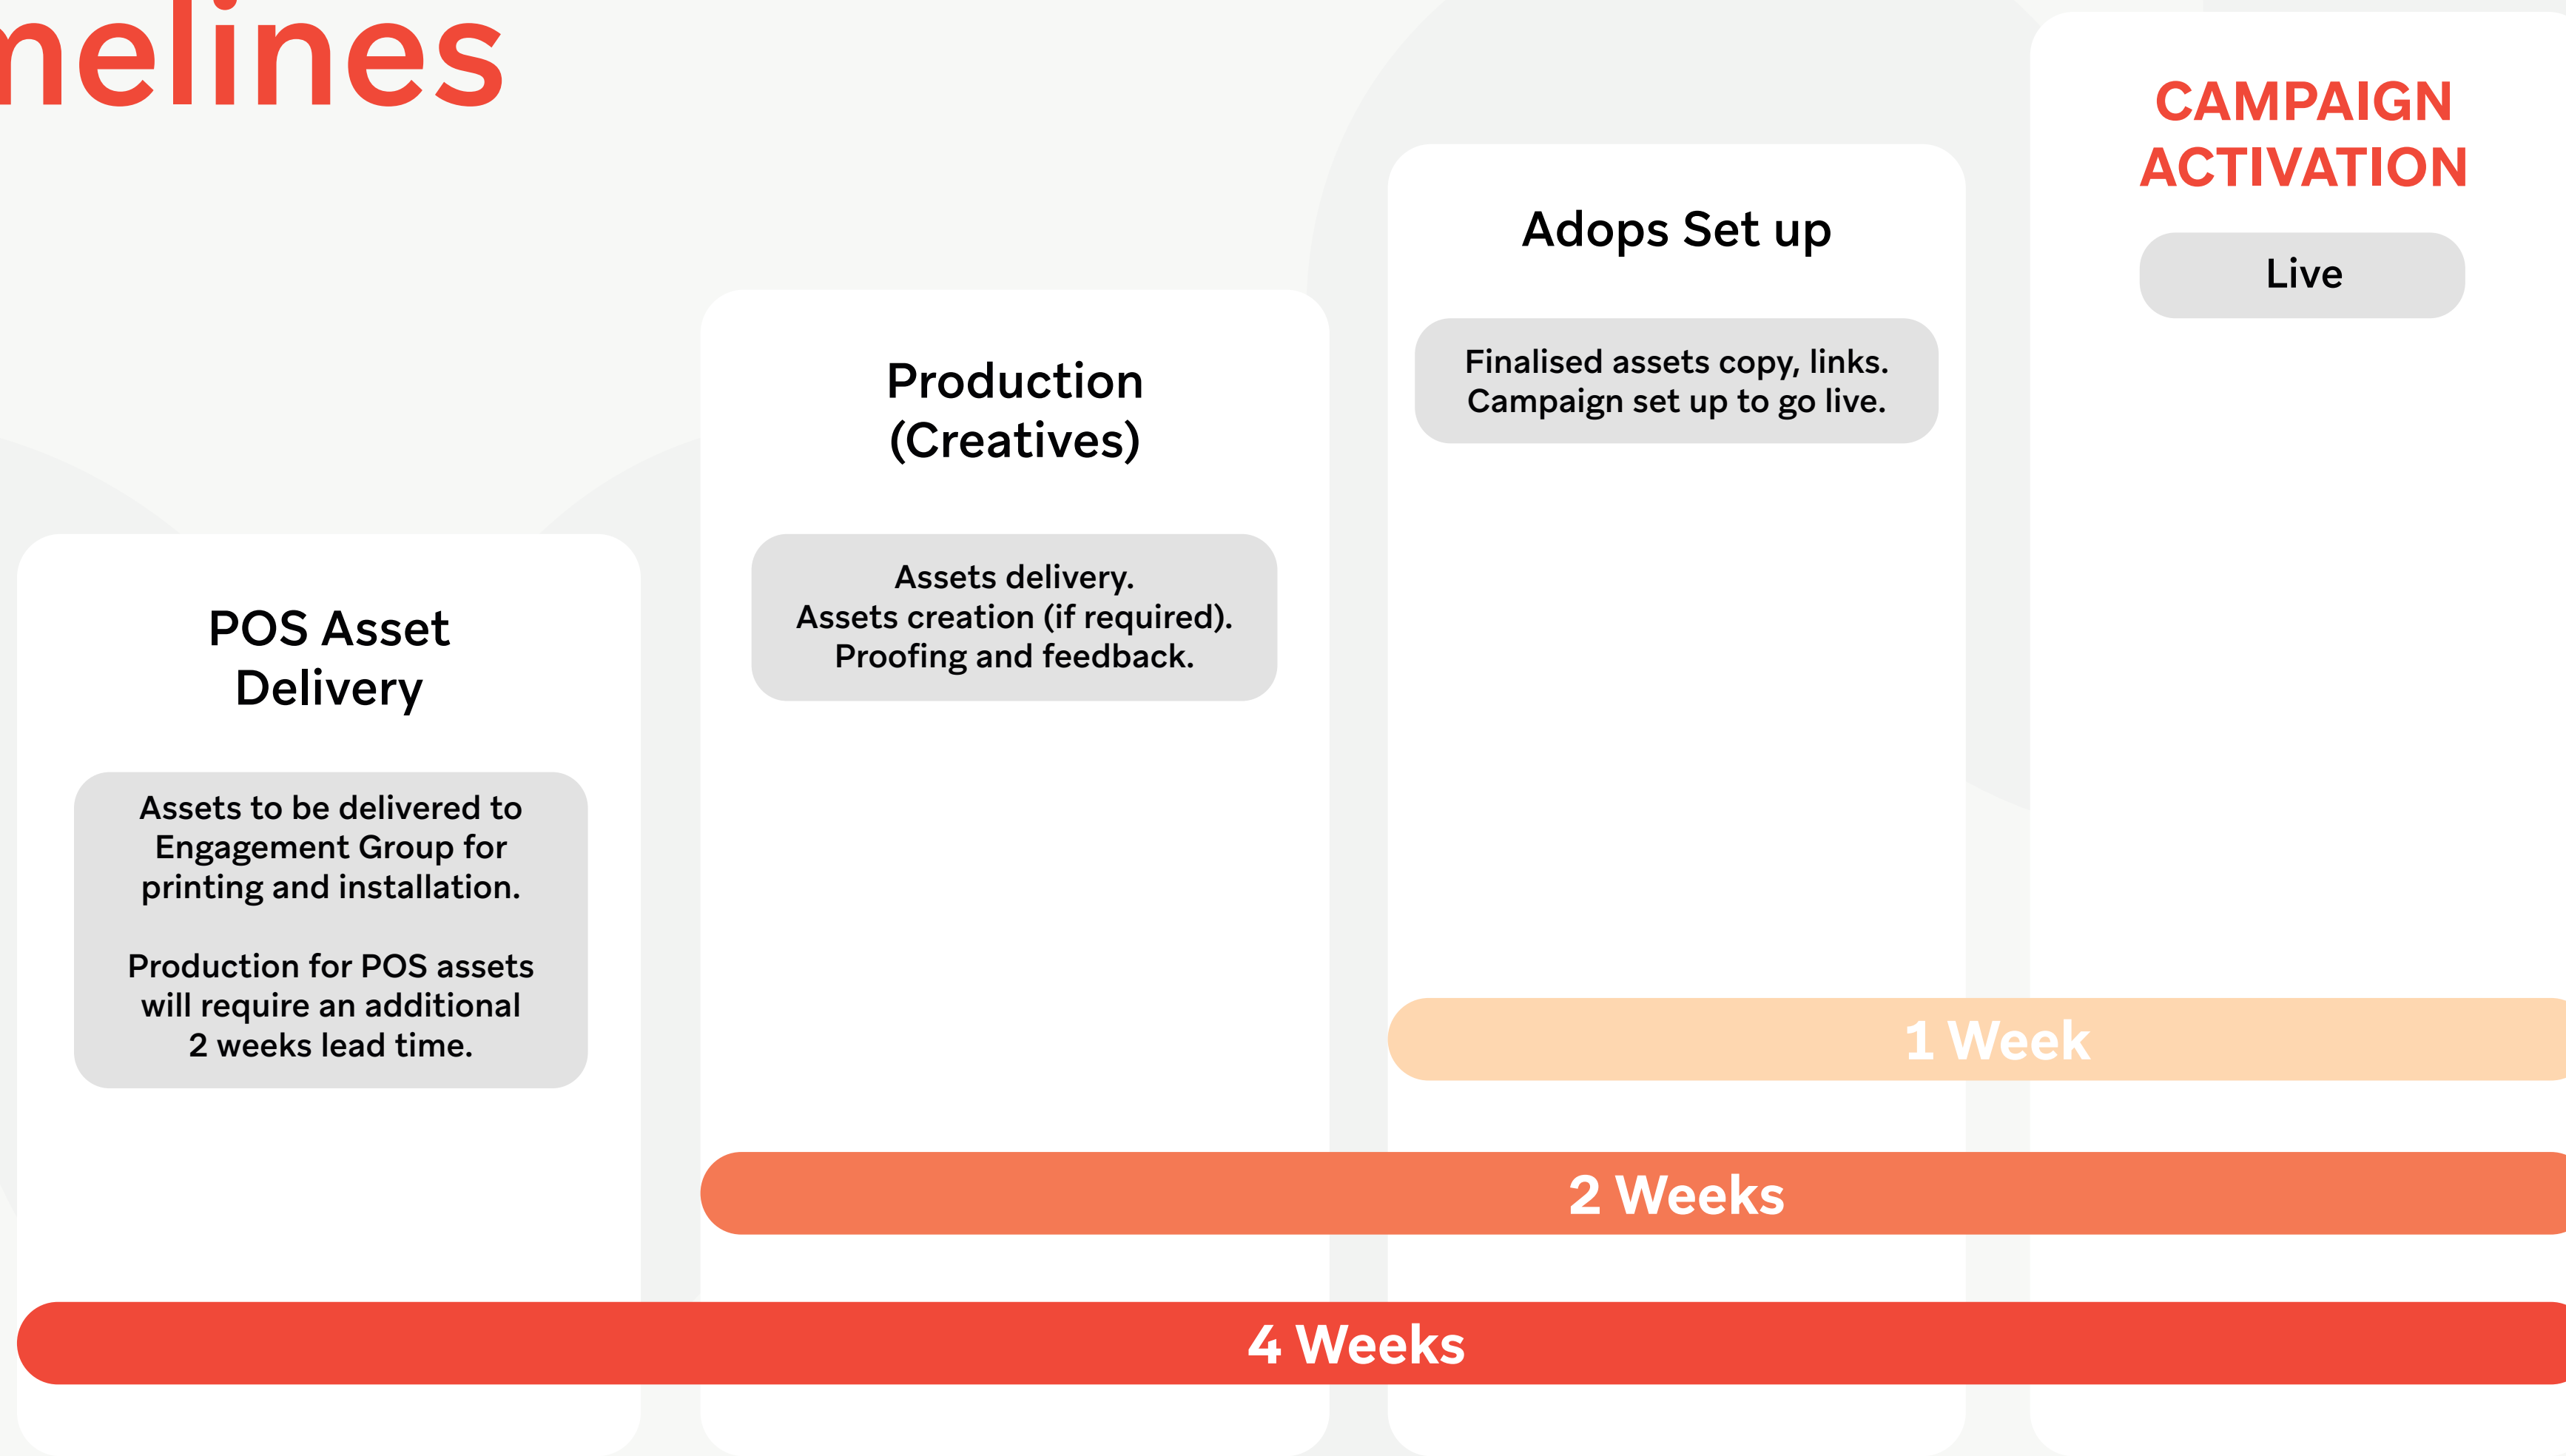 melines
CAMPAIGN
ACTIVATION
Live
Adops Set up
Finalised assets copy, links.
Campaign set up to go live.
Production
(Creatives)
Assets delivery.
Assets creation (if required).
Proofing and feedback.
POS Asset
Delivery
Assets to be delivered to
Engagement Group for
printing and installation.
Production for POS assets
will require an additional
2 weeks lead time.
1 Week
2 Weeks
4 Weeks